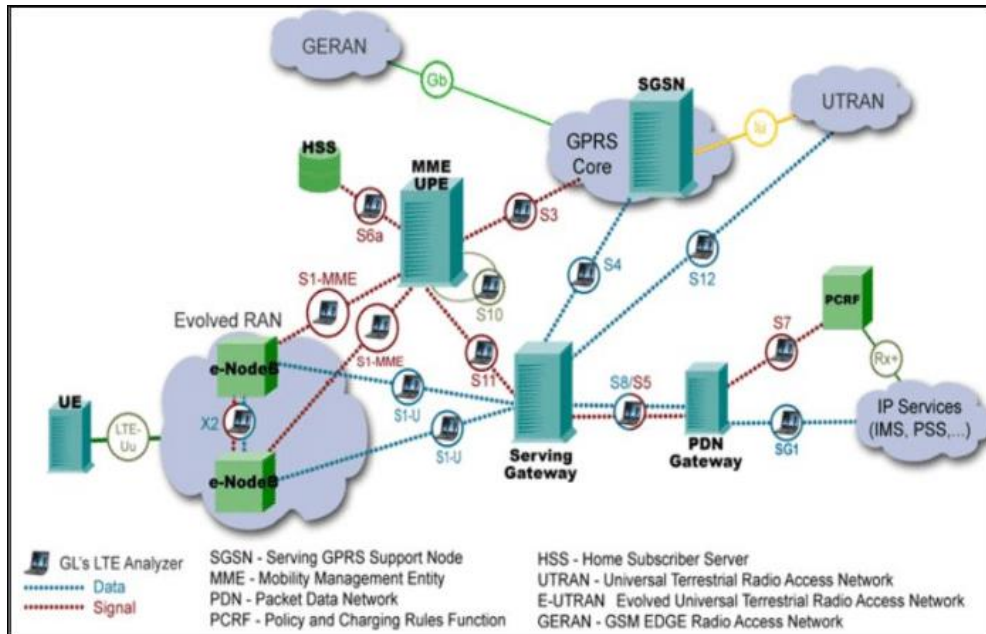 GERAN
Gb
SGSN
GPRS
Core
Iu
UTRAN
HSS
MME
UPE
S6a
S3
S4
S12
S1-MME
S10
Evolved RAN
S1-MME
S11
PCRF
S7
Rx+
e-NodeB
S1-U
S8/S5
UE
LTE-
Uu
X2
S1-U
Serving
Gateway
PDN
Gateway
SG1
IP Services
(IMS, PSS,...)
e-NodeB
GL's LTE Analyzer
Data
Signal
SGSN - Serving GPRS Support Node
MME - Mobility Management Entity
PDN - Packet Data Network
PCRF - Policy and Charging Rules Function
HSS - Home Subscriber Server
UTRAN - Universal Terrestrial Radio Access Network
E-UTRAN Evolved Universal Terrestrial Radio Access Network
GERAN - GSM EDGE Radio Access Network